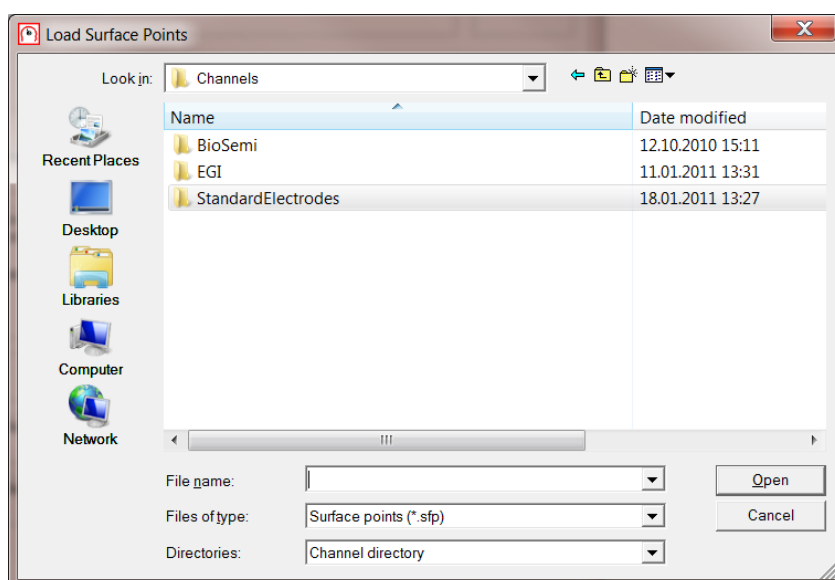 Load Surface Points
Look in: Channels
Name Date modified
BioSemi 12.10.2010 15:11
EGI 11.01.2011 13:31
StandardElectrodes 18.01.2011 13:27
Recent Places
Desktop
Libraries
Computer
Network
File name: Open
Files of type: Surface points (*.sfp) Cancel
Directories: Channel directory